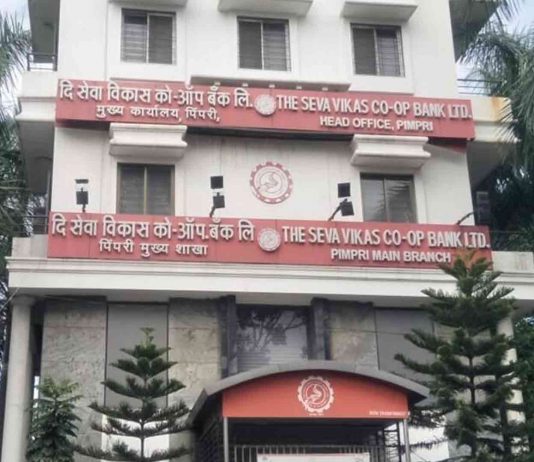 दि सेवा विकास को-ऑप बँक लि. THE SEVA VIKAS CO-OP BANK LTD.
मुख्य कार्यालय, पिंपरी, HEAD OFFICE, PIMPRI
दि सेवा विकास को-ऑप.बँक लि THE SEVA VIKAS CO-OP BANK LTD.
पिंपरी मुख्य शाखा PIMPRI MAIN BRANCH